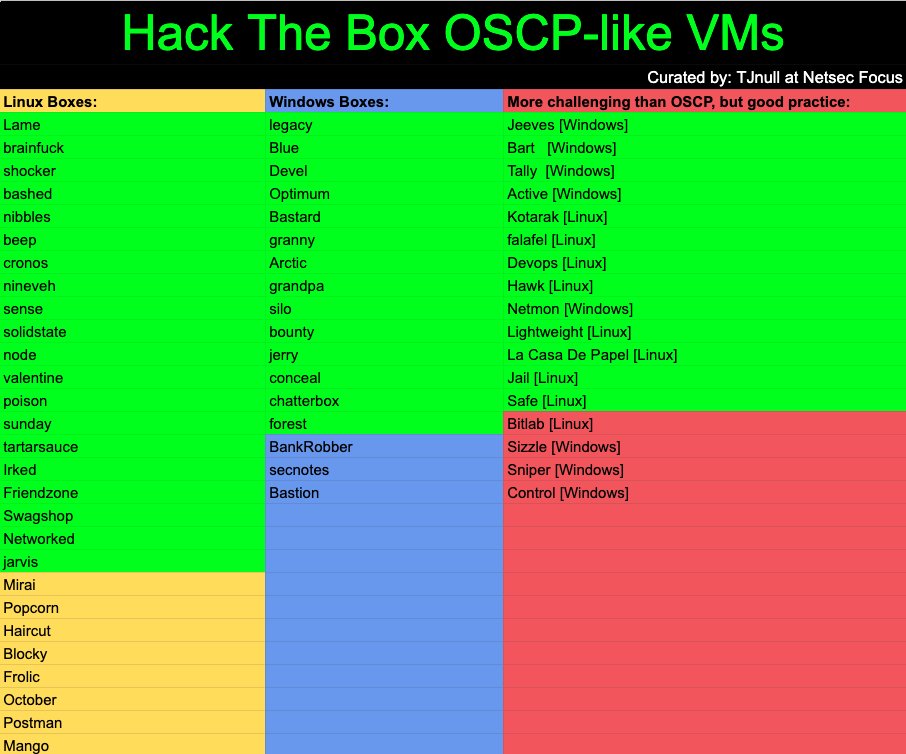 Hack The Box OSCP-like VMs
Curated by: TJnull at Netsec Focus
Linux Boxes: Windows Boxes: More challenging than OSCP, but good practice:
Lame legacy Jeeves [Windows]
brainfuck Blue Bart [Windows]
shocker Devel Tally [Windows]
bashed Optimum Active [Windows]
nibbles Bastard Kotarak [Linux]
beep granny falafel [Linux]
cronos Arctic Devops [Linux]
nineveh grandpa Hawk [Linux]
sense silo Netmon [Windows]
solidstate bounty Lightweight [Linux]
node jerry La Casa De Papel [Linux]
valentine conceal Jail [Linux]
poison chatterbox Safe [Linux]
sunday forest Bitlab [Linux]
tartarsauce BankRobber Sizzle [Windows]
Irked secnotes Sniper [Windows]
Friendzone Bastion Control [Windows]
Swagshop
Networked
jarvis
Mirai
Popcorn
Haircut
Blocky
Frolic
October
Postman
Mango